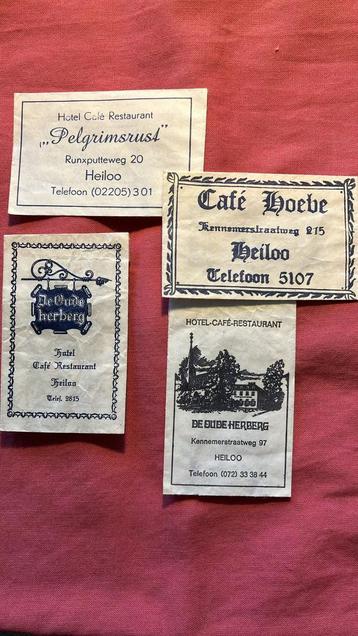 Hotel Café Restaurant
„Pelgrimsrust"
Runxputteweg 20
Heiloo
Telefoon (02205) 301
Café Hoebe
Kennemerstraatweg 215
Heiloo
Telefoon 5107
De Oude
herberg
Hotel
Café Restaurant
Heiloo
Telef. 2815
HOTEL-CAFÉ-RESTAURANT
DE OUDE HERBERG
Kennemerstraatweg 97
HEILOO
Telefoon (072) 33 38 44